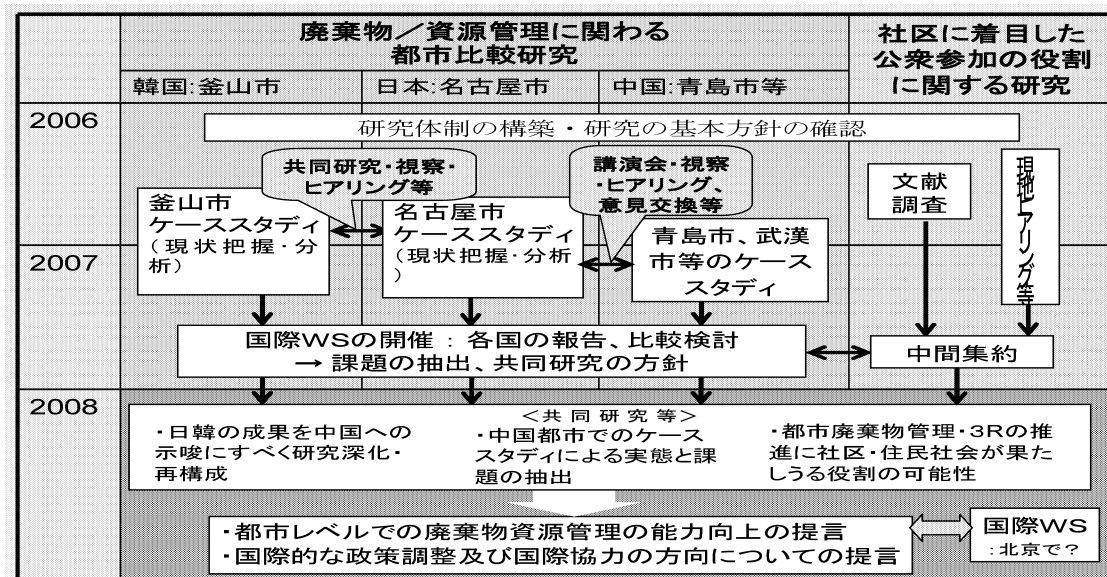 廃棄物／資源管理に関わる
都市比較研究
社区に着目した
公衆参加の役割
に関する研究
韓国:釜山市
日本:名古屋市
中国:青島市等
2006
研究体制の構築・研究の基本方針の確認
共同研究・視察・
ヒアリング等
講演会・視察
・ヒアリング、
意見交換等
釜山市
ケーススタディ
（現状把握・分
析）
名古屋市
ケーススタディ
（現状把握・分析
）
青島市、武漢
市等のケース
スタディ
文献
調査
現地ヒアリング等
2007
国際WSの開催：各国の報告、比較検討
→ 課題の抽出、共同研究の方針
中間集約
2008
＜共同研究等＞
・日韓の成果を中国への
示唆にすべく研究深化・
再構成
・中国都市でのケース
スタディによる実態と課
題の抽出
・都市廃棄物管理・3Rの推
進に社区・住民社会が果た
しうる役割の可能性
・都市レベルでの廃棄物資源管理の能力向上の提言
・国際的な政策調整及び国際協力の方向についての提言
国際WS
：北京で？